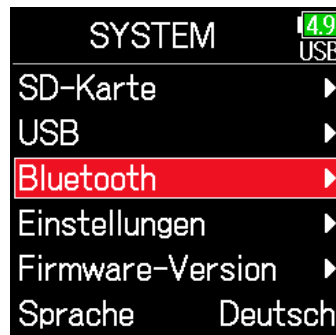 SYSTEM
4.9
USB
SD-Karte
USB
Bluetooth
Einstellungen
Firmware-Version
Sprache Deutsch